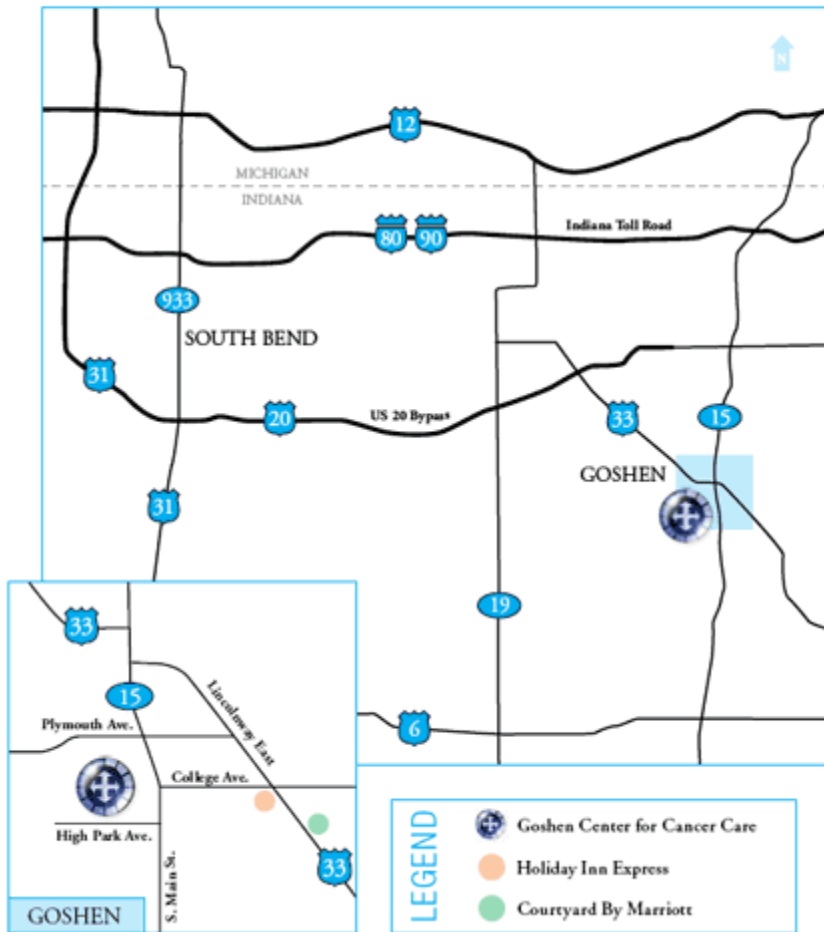 N
12
MICHIGAN
INDIANA
80 90
Indiana Toll Road
933
SOUTH BEND
31
20
US 20 Bypass
33
15
GOSHEN
31
19
6
33
15
Lincolnway East
Plymouth Ave.
College Ave.
High Park Ave.
S. Main St.
33
GOSHEN
LEGEND
Goshen Center for Cancer Care
Holiday Inn Express
Courtyard By Marriott